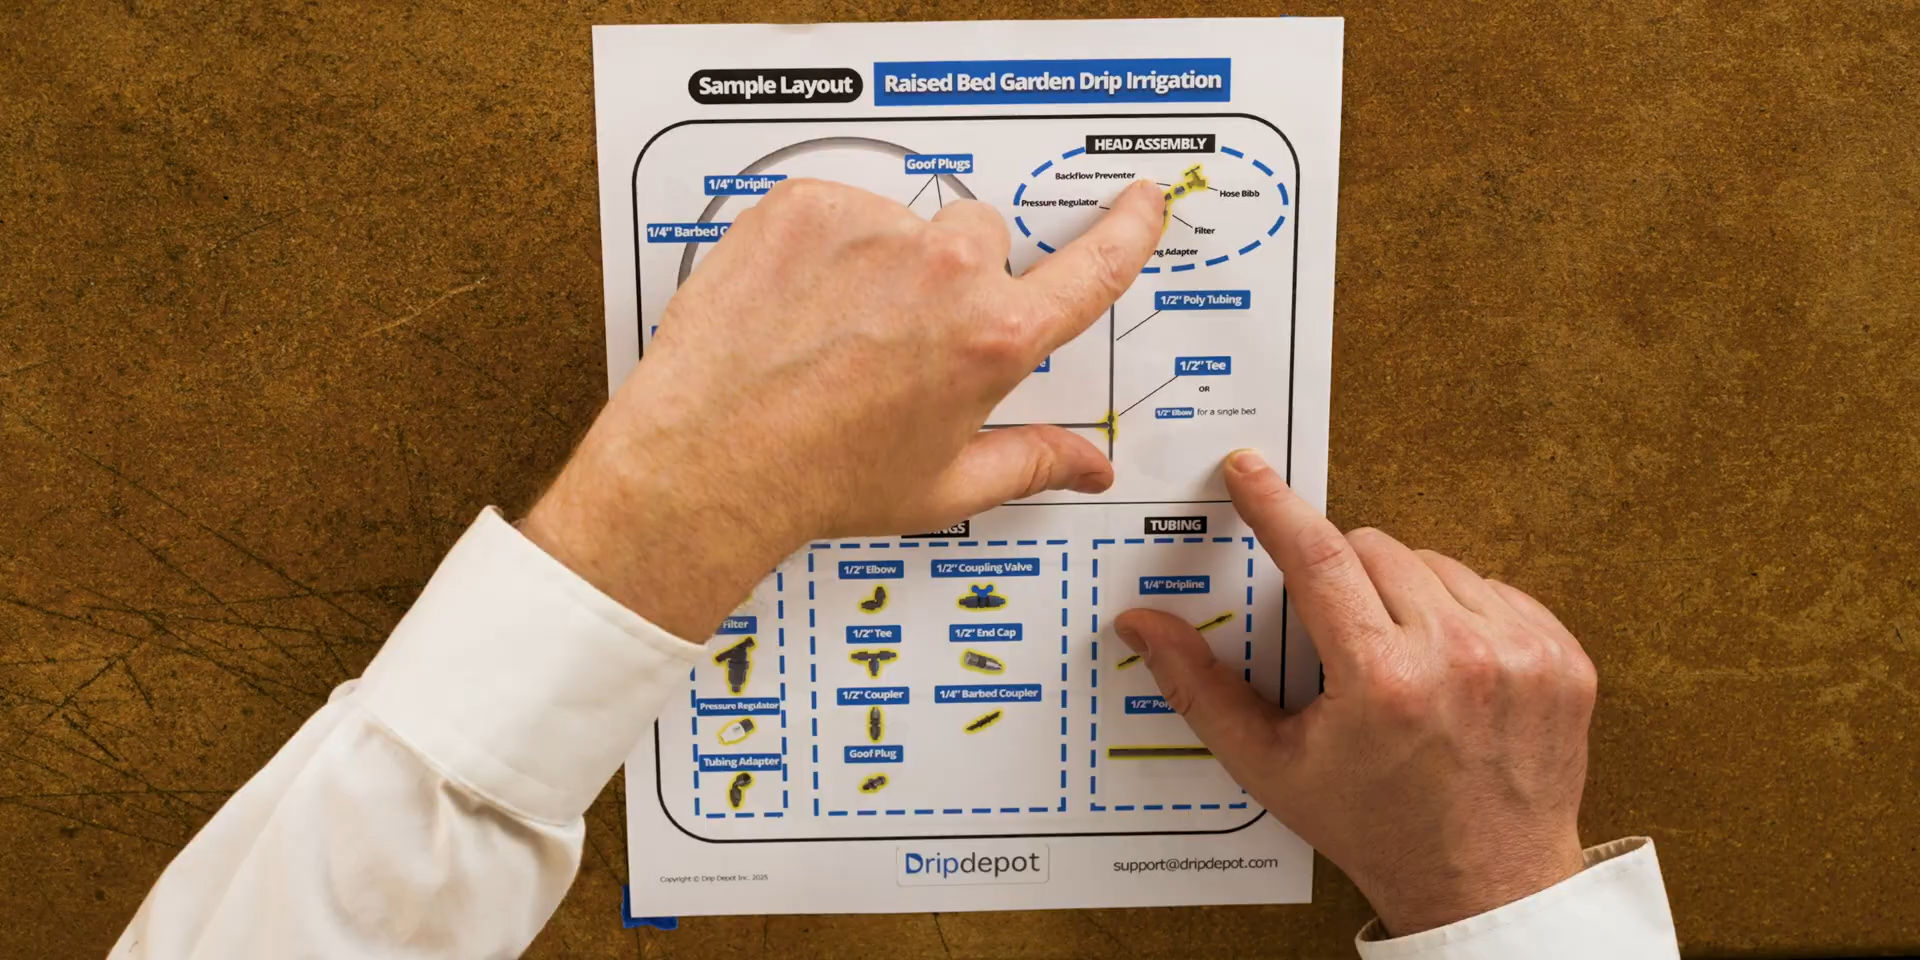 Sample Layout
Raised Bed Garden Drip Irrigation
HEAD ASSEMBLY
Goof Plugs
Backflow Preventer
1/4" Dripline
Hose Bibb
Pressure Regulator
1/4" Barbed
Filter
Adapter
1/2" Poly Tubing
1/2" Tee
OR
1/2" Elbow for a single bed
TUBING
1/2" Elbow
1/2" Coupling Valve
1/4" Dripline
Filter
1/2" Tee
1/2" End Cap
1/2" Coupler
1/4" Barbed Coupler
Pressure Regulator
1/2"
Goof Plug
Tubing Adapter
Dripdepot
support@dripdepot.com
Copyright © Drip Depot Inc. 2025